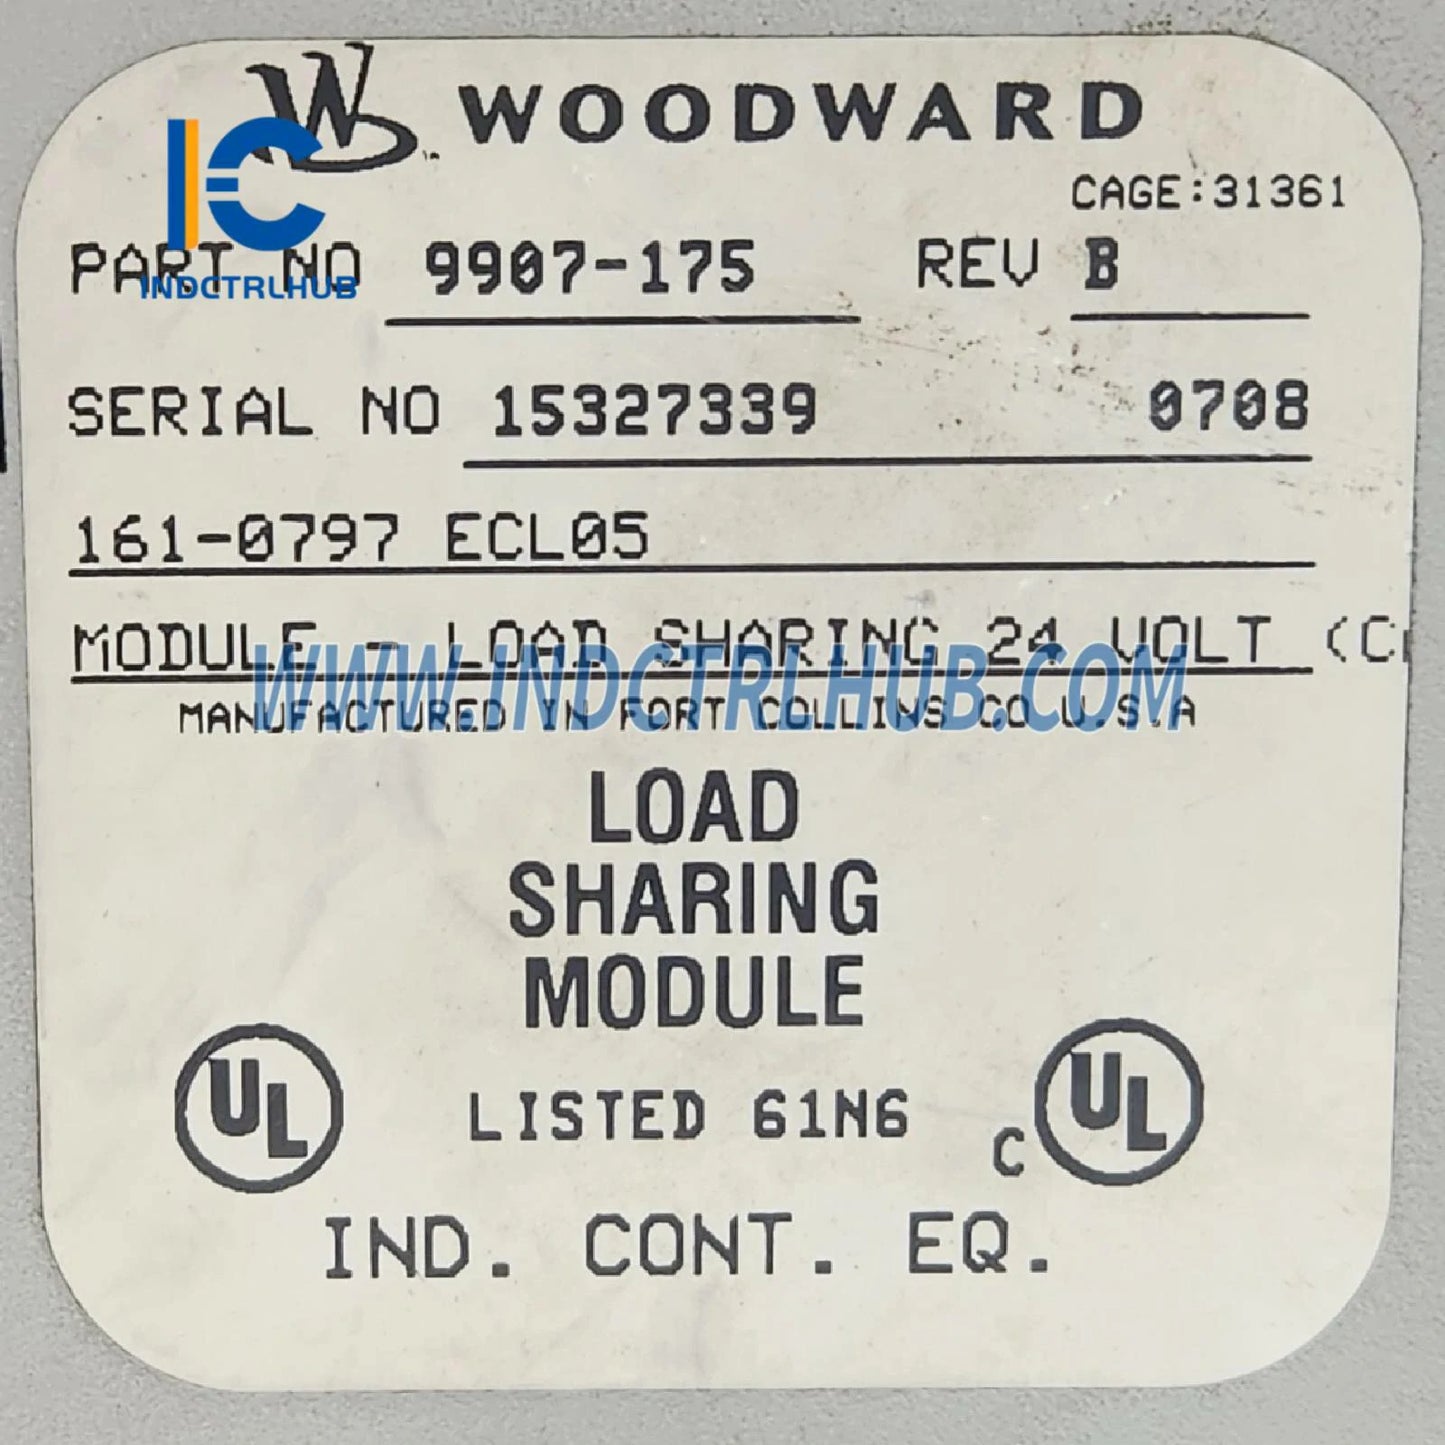 WOODWARD
CAGE:31361
PART NO 9907-175 REV B
INDCTRLHUB
SERIAL NO 15327339 0708
161-0797 ECL05
MODULE - LOAD SHARING 24 VOLT
WWW.INDCTRLHUB.COM
MANUFACTURED IN FORT COLLINS CO U.S.A
LOAD
SHARING
MODULE
UL LISTED 61N6 C UL
IND. CONT. EQ.